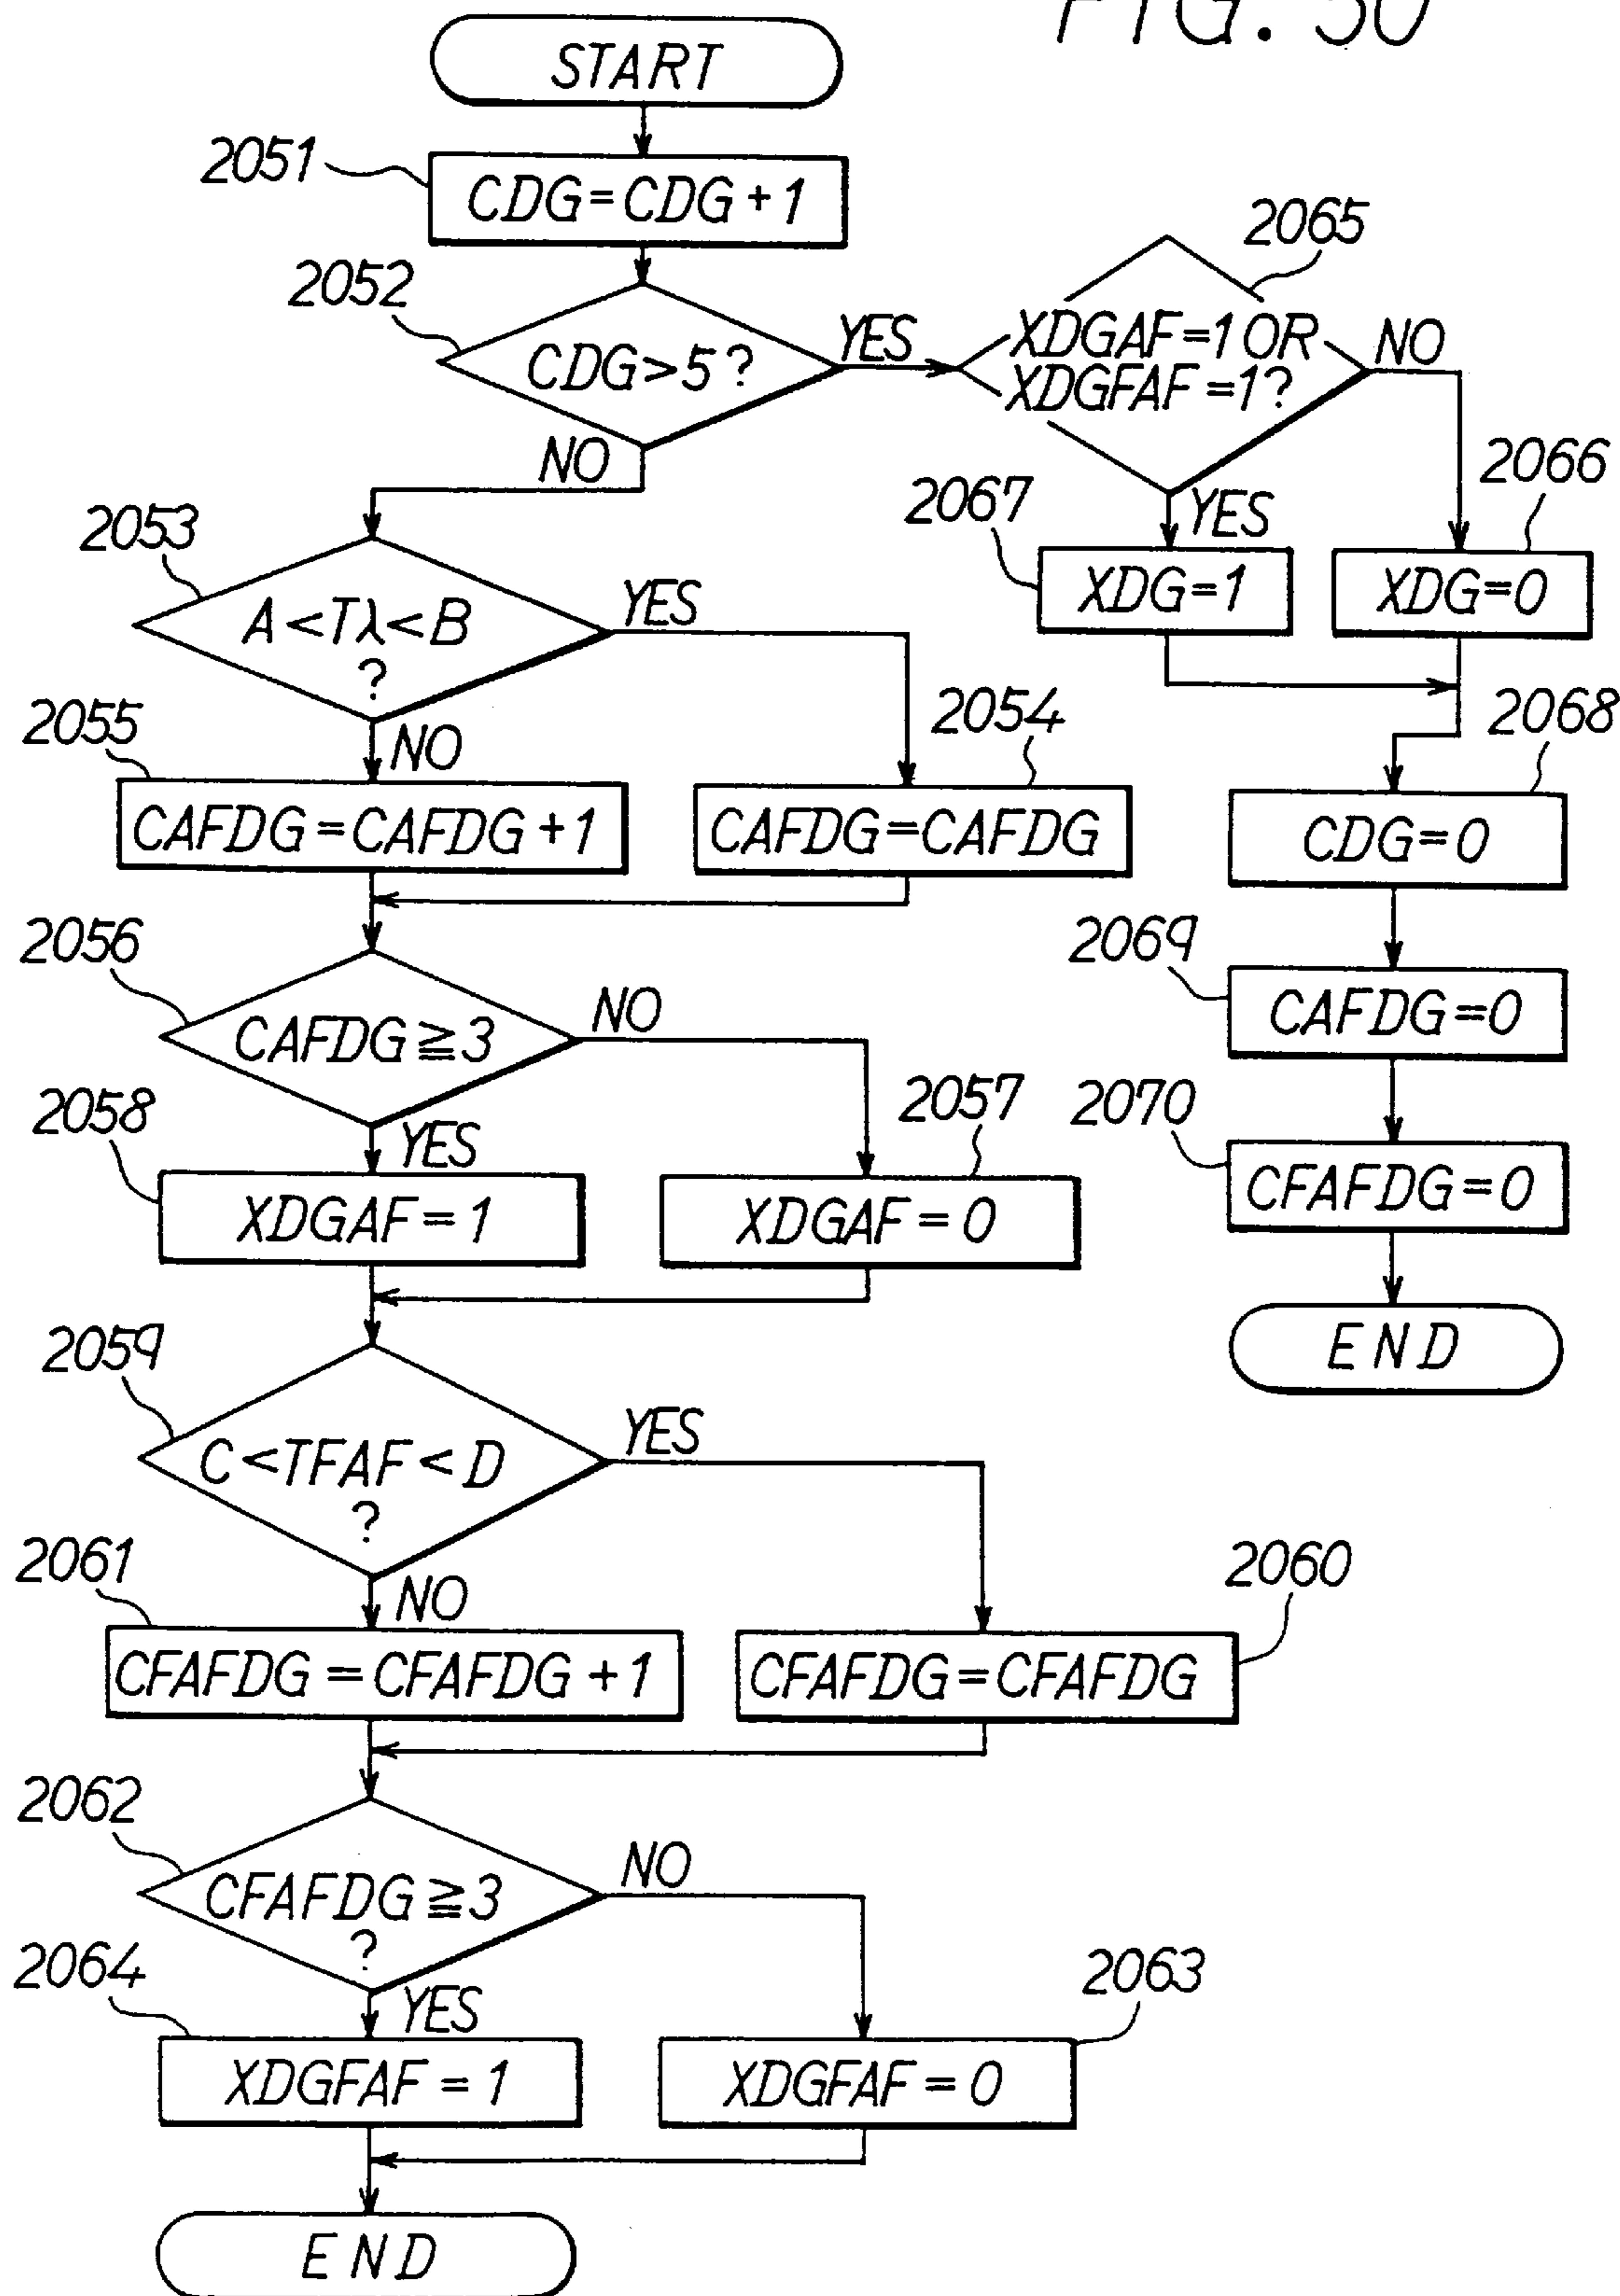 FIG. 50
START
2051
CDG=CDG+1
2052
CDG>5?
YES
NO
2065
XDGAF=1 OR
XDGFAF=1?
NO
YES
2066
XDG=0
2067
XDG=1
2053
A<Tλ<B
?
YES
NO
2055
CAFDG=CAFDG+1
2054
CAFDG=CAFDG
2068
CDG=0
2069
CAFDG=0
2070
CFAFDG=0
END
2056
CAFDG≧3
NO
YES
2058
XDGAF=1
2057
XDGAF=0
2059
C<TFAF<D
?
YES
NO
2061
CFAFDG=CFAFDG+1
2060
CFAFDG=CFAFDG
2062
CFAFDG≧3
?
NO
YES
2064
XDGFAF=1
2063
XDGFAF=0
END